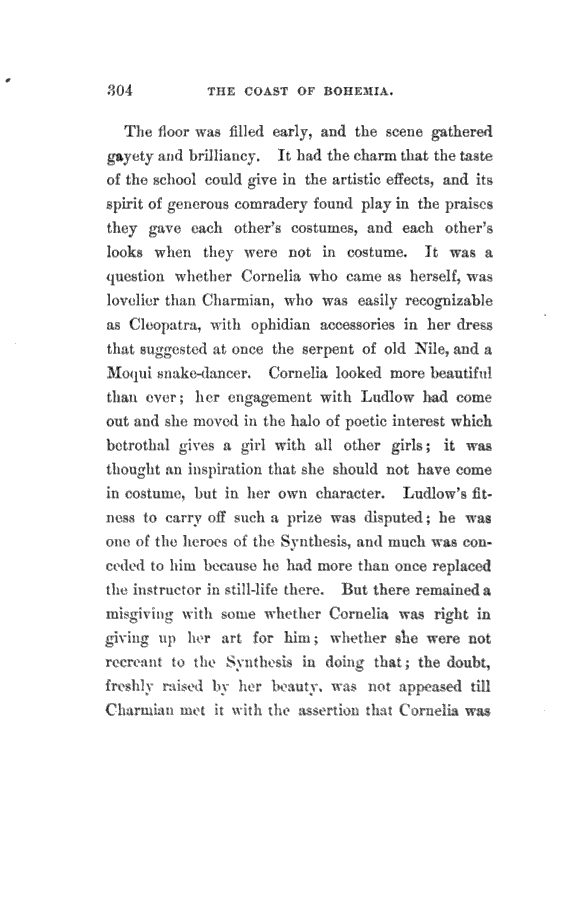 304 THE COAST OF BOHEMIA.
The floor was filled early, and the scene gathered
gayety and brilliancy. It had the charm that the taste
of the school could give in the artistic effects, and its
spirit of generous comradery found play in the praises
they gave each other's costumes, and each other's
looks when they were not in costume. It was a
question whether Cornelia who came as herself, was
lovelier than Charmian, who was easily recognizable
as Cleopatra, with ophidian accessories in her dress
that suggested at once the serpent of old Nile, and a
Moqui snake-dancer. Cornelia looked more beautiful
than ever; her engagement with Ludlow had come
out and she moved in the halo of poetic interest which
betrothal gives a girl with all other girls; it was
thought an inspiration that she should not have come
in costume, but in her own character. Ludlow's fit-
ness to carry off such a prize was disputed; he was
one of the heroes of the Synthesis, and much was con-
ceded to him because he had more than once replaced
the instructor in still-life there. But there remained a
misgiving with some whether Cornelia was right in
giving up her art for him; whether she were not
recreant to the Synthesis in doing that; the doubt,
freshly raised by her beauty, was not appeased till
Charmian met it with the assertion that Cornelia was